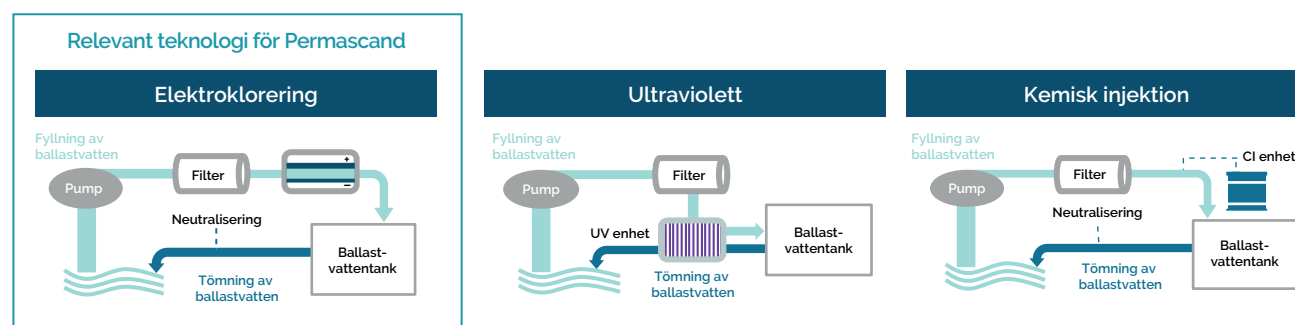 Relevant teknologi för Permascand
Elektroklorering
Fyllning av
ballastvatten
Pump
Filter
+
–
Neutralisering
Ballast-
vattentank
Tömning av
ballastvatten
Ultraviolett
Fyllning av
ballastvatten
Pump
Filter
UV enhet
Ballast-
vattentank
Tömning av
ballastvatten
Kemisk injektion
Fyllning av
ballastvatten
Pump
Filter
CI enhet
Neutralisering
Ballast-
vattentank
Tömning av
ballastvatten